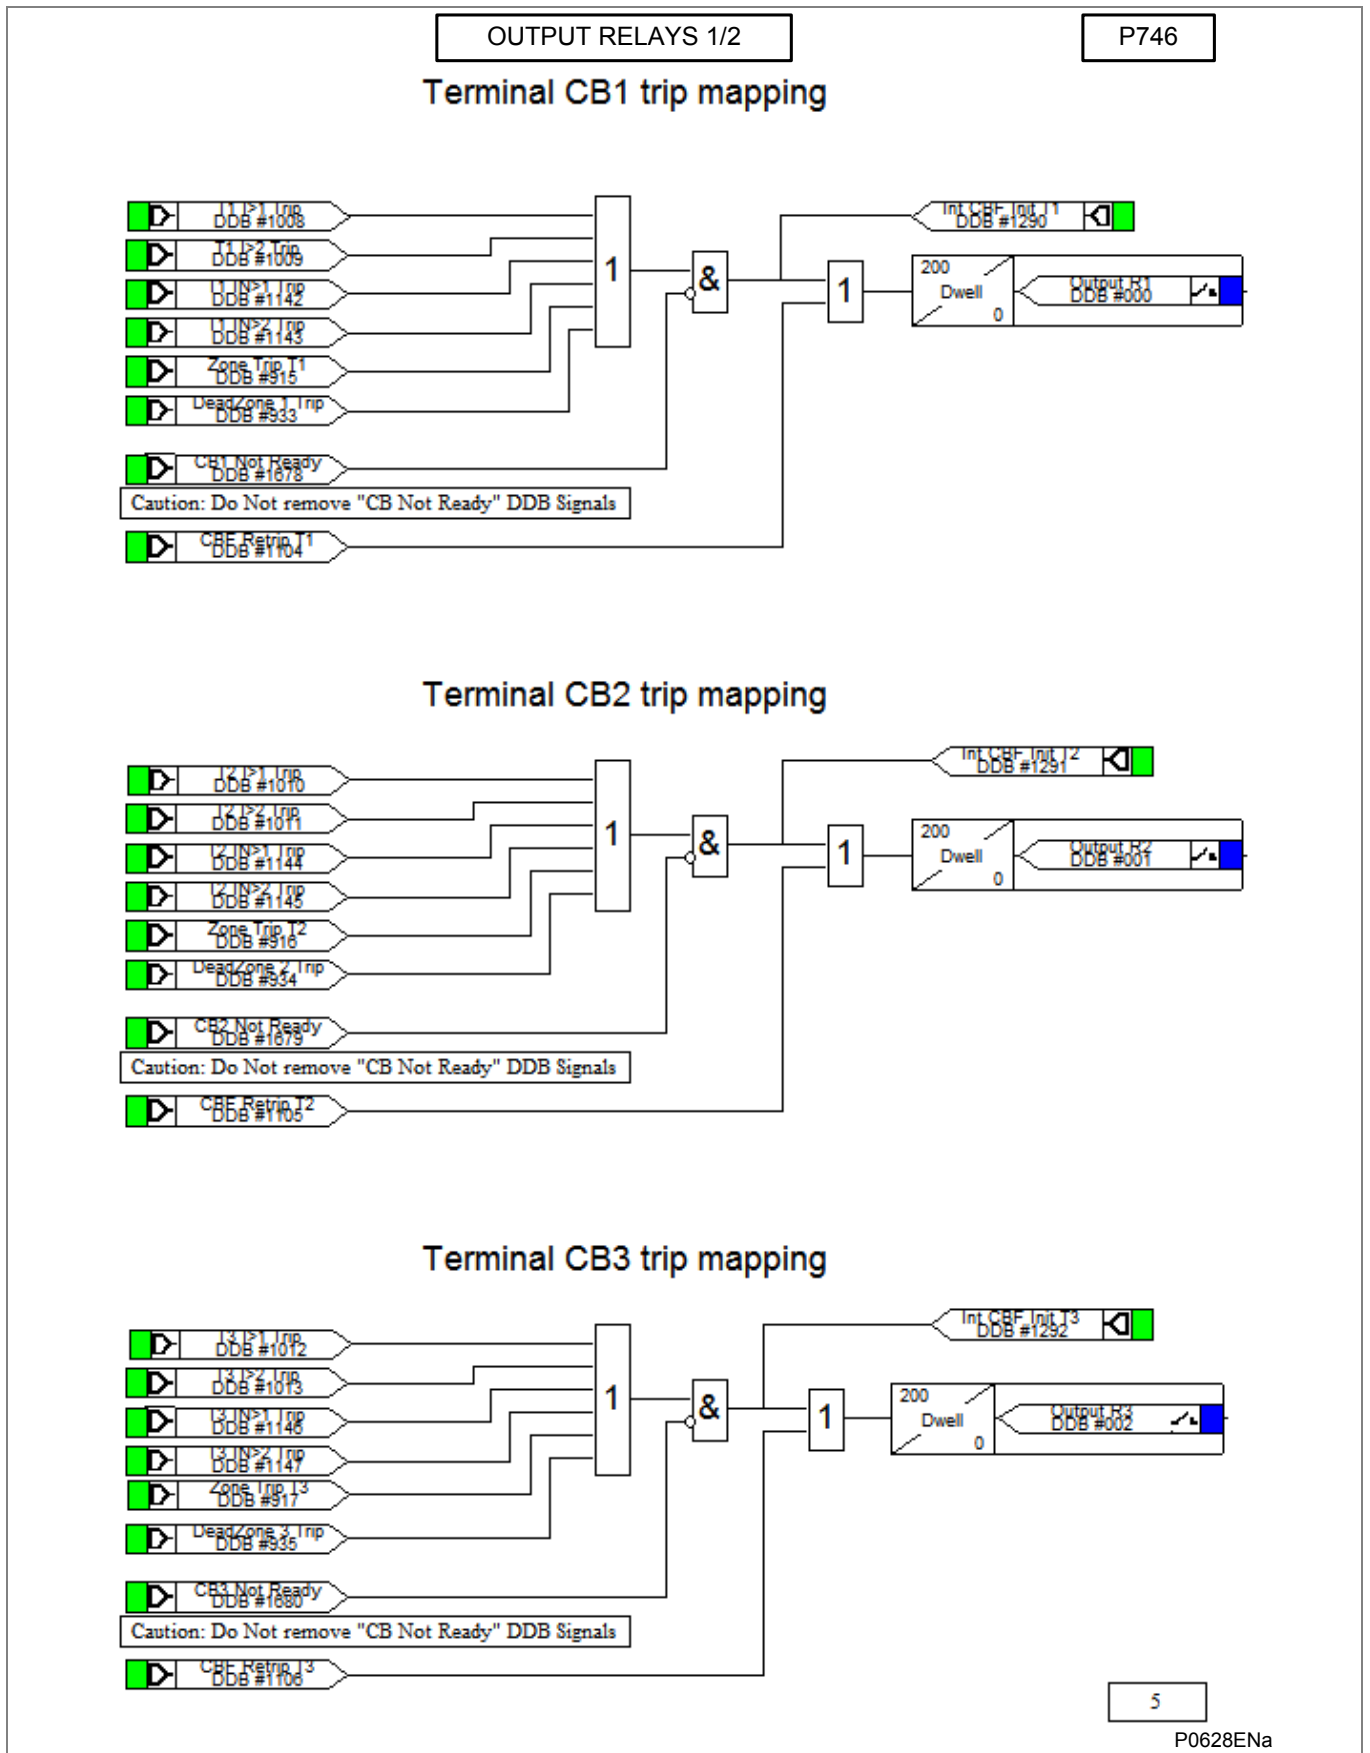 OUTPUT RELAYS 1/2
P746
Terminal CB1 trip mapping
T1 I>1 Trip
DDB #1008
Int CBF Init T1
DDB #1290
T1 I>2 Trip
DDB #1009
T1 IN>1 Trip
DDB #1142
T1 IN>2 Trip
DDB #1143
Zone Trip T1
DDB #915
DeadZone 1 Trip
DDB #933
1
&
1
200
Dwell
0
Output R1
DDB #000
CB1 Not Ready
DDB #1678
Caution: Do Not remove "CB Not Ready" DDB Signals
CBF Retrip T1
DDB #1104
Terminal CB2 trip mapping
T2 I>1 Trip
DDB #1010
Int CBF Init T2
DDB #1291
T2 I>2 Trip
DDB #1011
T2 IN>1 Trip
DDB #1144
T2 IN>2 Trip
DDB #1145
Zone Trip T2
DDB #916
DeadZone 2 Trip
DDB #934
1
&
1
200
Dwell
0
Output R2
DDB #001
CB2 Not Ready
DDB #1679
Caution: Do Not remove "CB Not Ready" DDB Signals
CBF Retrip T2
DDB #1105
Terminal CB3 trip mapping
T3 I>1 Trip
DDB #1012
Int CBF Init T3
DDB #1292
T3 I>2 Trip
DDB #1013
T3 IN>1 Trip
DDB #1146
T3 IN>2 Trip
DDB #1147
Zone Trip T3
DDB #917
DeadZone 3 Trip
DDB #935
1
&
1
200
Dwell
0
Output R3
DDB #002
CB3 Not Ready
DDB #1680
Caution: Do Not remove "CB Not Ready" DDB Signals
CBF Retrip T3
DDB #1106
5
P0628ENa